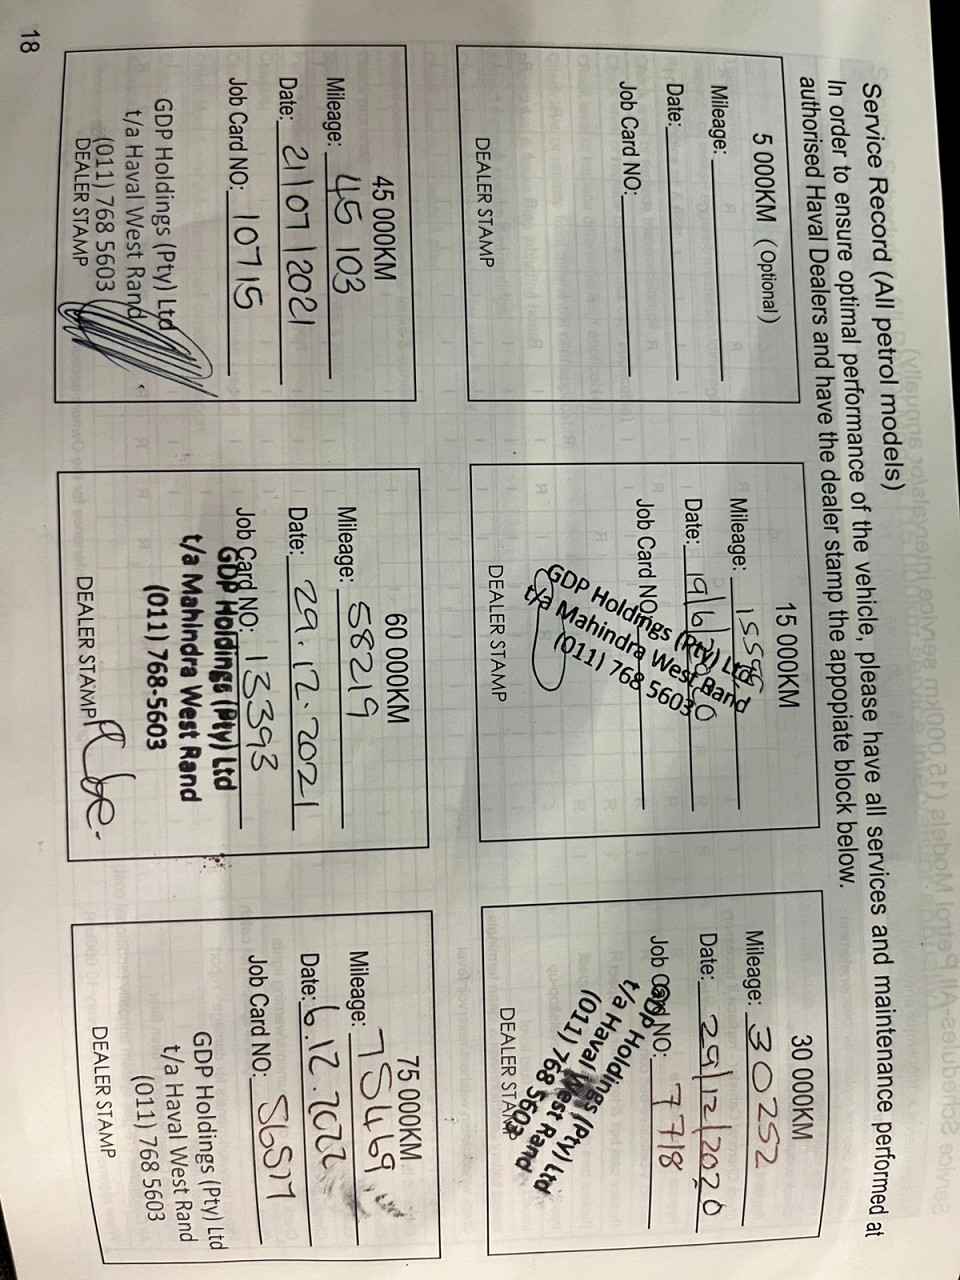 Service Record (All petrol models)
In order to ensure optimal performance of the vehicle, please have all services and maintenance performed at
authorised Haval Dealers and have the dealer stamp the appopiate block below.
5 000KM (Optional)
Mileage:
Date:
Job Card NO:
DEALER STAMP
15 000KM
Mileage:
Date: 19/6/
Job Card NO:
GDP Holdings (Pty) Ltd
t/a Mahindra West Rand
(011) 768 5603
DEALER STAMP
30 000KM
Mileage: 30252
Date: 29/12/2020
Job Card NO: 7718
GDP Holdings (Pty) Ltd
t/a Haval West Rand
(011) 768 5603
DEALER STAMP
45 000KM
Mileage: 45 103
Date: 21/07/2021
Job Card NO: 10715
GDP Holdings (Pty) Ltd
t/a Haval West Rand
(011) 768 5603
DEALER STAMP
60 000KM
Mileage: 58219
Date: 29.12.2021
Job Card NO: 13393
GDP Holdings (Pty) Ltd
t/a Mahindra West Rand
(011) 768-5603
DEALER STAMP
75 000KM
Mileage: 75469
Date: 6.12.2022
Job Card NO:
GDP Holdings (Pty) Ltd
t/a Haval West Rand
(011) 768 5603
DEALER STAMP
18